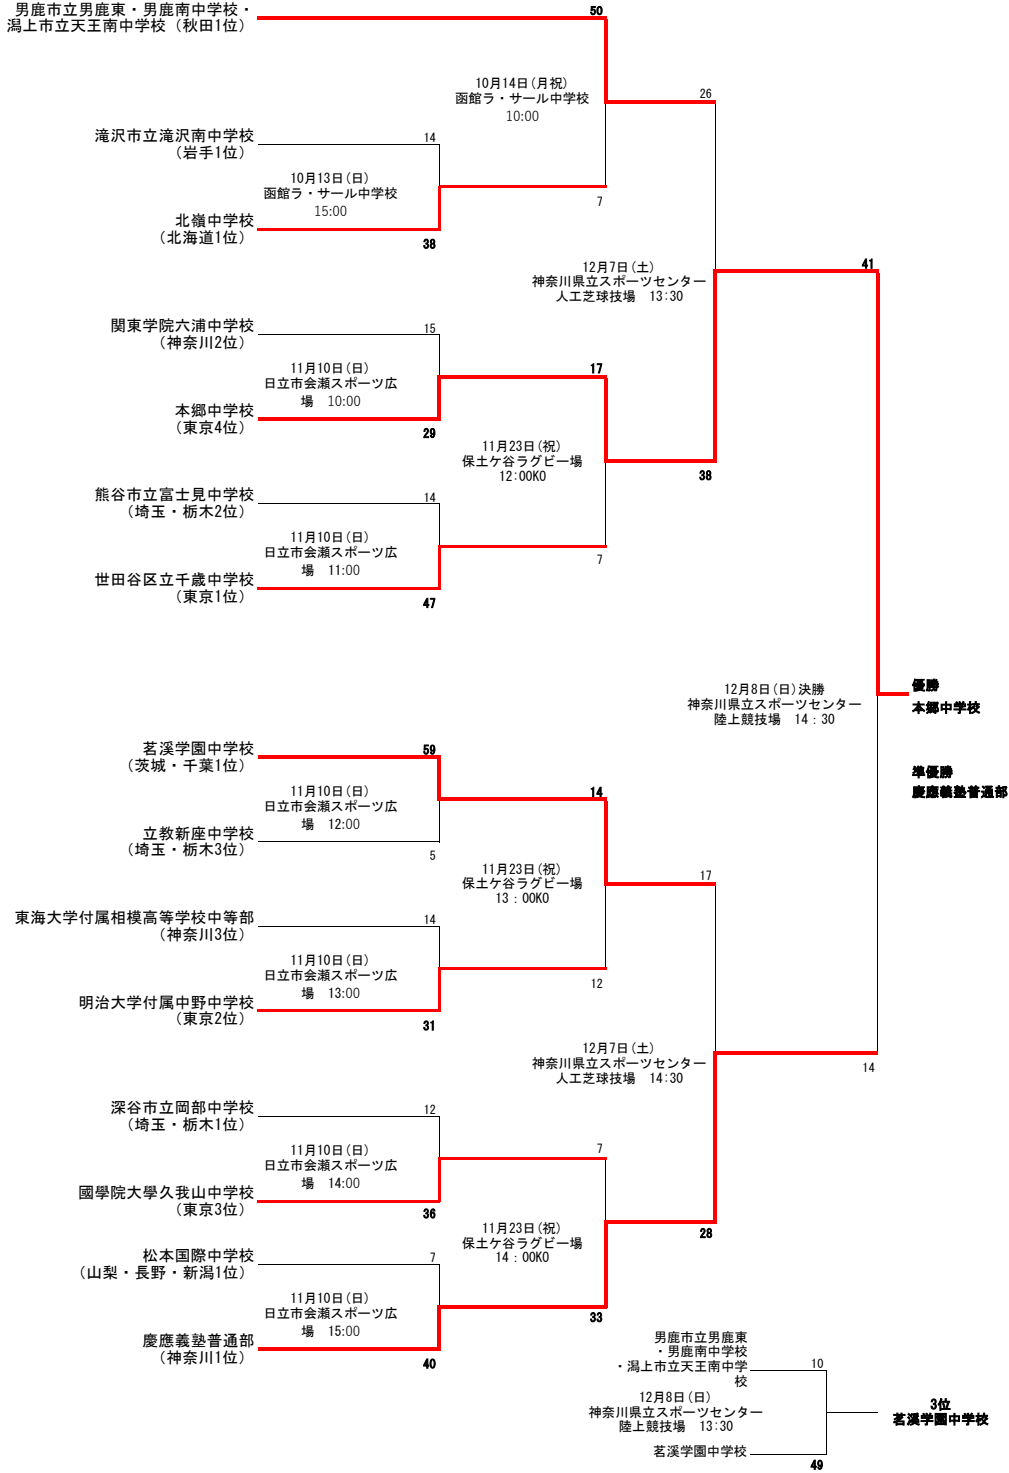 男鹿市立男鹿東・男鹿南中学校・
潟上市立天王南中学校（秋田1位）
50
10月14日(月祝)
函館ラ・サール中学校
10:00
26
滝沢市立滝沢南中学校
（岩手1位）
14
10月13日(日)
函館ラ・サール中学校
15:00
7
北嶺中学校
（北海道1位）
38
12月7日(土)
神奈川県立スポーツセンター
人工芝球技場　13:30
41
関東学院六浦中学校
（神奈川2位）
15
11月10日(日)
日立市会瀬スポーツ広
場　10:00
17
本郷中学校
（東京4位）
29
11月23日(祝)
保土ケ谷ラグビー場
12:00KO
38
熊谷市立富士見中学校
（埼玉・栃木2位）
14
11月10日(日)
日立市会瀬スポーツ広
場　11:00
7
世田谷区立千歳中学校
（東京1位）
47
12月8日(日)決勝
神奈川県立スポーツセンター
陸上競技場　14：30
優勝
本郷中学校
準優勝
慶應義塾普通部
茗溪学園中学校
（茨城・千葉1位）
59
11月10日(日)
日立市会瀬スポーツ広
場　12:00
14
立教新座中学校
（埼玉・栃木3位）
5
11月23日(祝)
保土ケ谷ラグビー場
13：00KO
17
東海大学付属相模高等学校中等部
（神奈川3位）
14
11月10日(日)
日立市会瀬スポーツ広
場　13:00
12
明治大学付属中野中学校
（東京2位）
31
12月7日(土)
神奈川県立スポーツセンター
人工芝球技場　14:30
14
深谷市立岡部中学校
（埼玉・栃木1位）
12
11月10日(日)
日立市会瀬スポーツ広
場　14:00
7
國學院大學久我山中学校
（東京3位）
36
11月23日(祝)
保土ケ谷ラグビー場
14：00KO
28
松本国際中学校
（山梨・長野・新潟1位）
7
11月10日(日)
日立市会瀬スポーツ広
場　15:00
33
慶應義塾普通部
（神奈川1位）
40
男鹿市立男鹿東
・男鹿南中学校
・潟上市立天王南中学
校
10
12月8日(日)
神奈川県立スポーツセンター
陸上競技場　13:30
3位
茗溪学園中学校
茗溪学園中学校
49